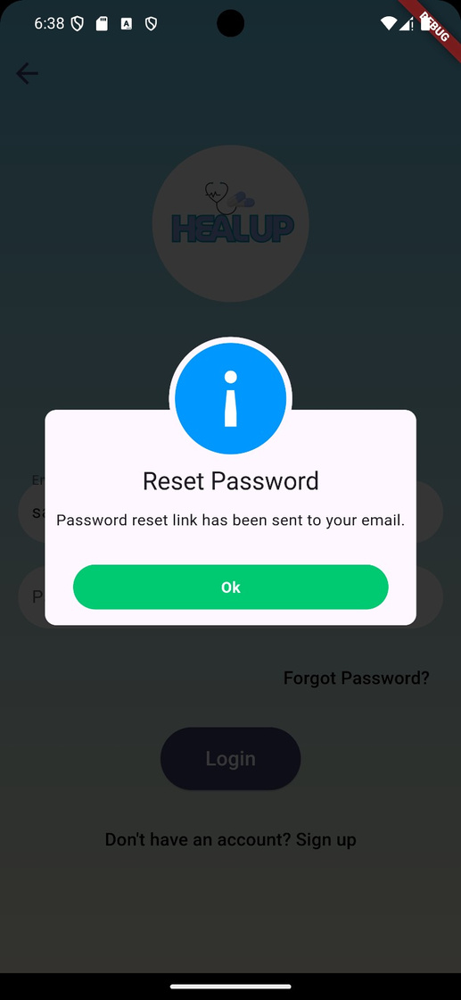 6:38
DEBUG
HEALUP
Reset Password
Password reset link has been sent to your email.
Ok
Forgot Password?
Login
Don't have an account? Sign up